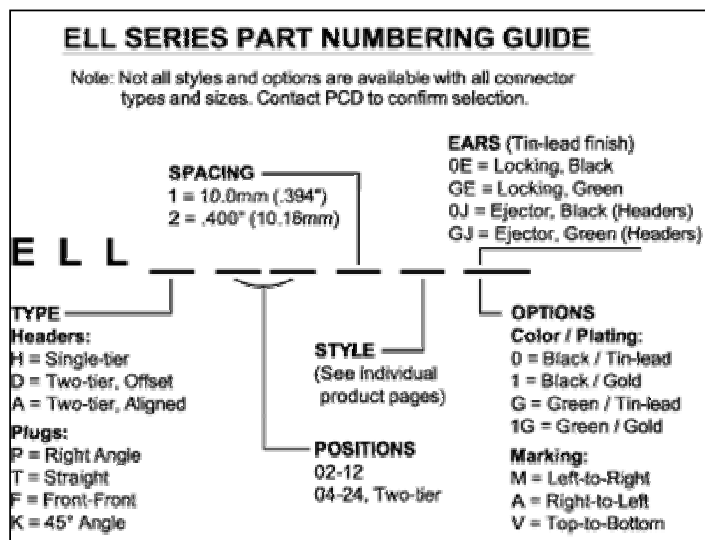 ELL SERIES PART NUMBERING GUIDE
Note: Not all styles and options are available with all connector
types and sizes. Contact PCD to confirm selection.
EARS (Tin-lead finish)
0E = Locking, Black
GE = Locking, Green
0J = Ejector, Black (Headers)
GJ = Ejector, Green (Headers)
SPACING
1 = 10.0mm (.394")
2 = .400" (10.16mm)
E L L
TYPE
Headers:
H = Single-tier
D = Two-tier, Offset
A = Two-tier, Aligned
Plugs:
P = Right Angle
T = Straight
F = Front-Front
K = 45° Angle
STYLE
(See individual
product pages)
POSITIONS
02-12
04-24, Two-tier
OPTIONS
Color / Plating:
0 = Black / Tin-lead
1 = Black / Gold
G = Green / Tin-lead
1G = Green / Gold
Marking:
M = Left-to-Right
A = Right-to-Left
V = Top-to-Bottom